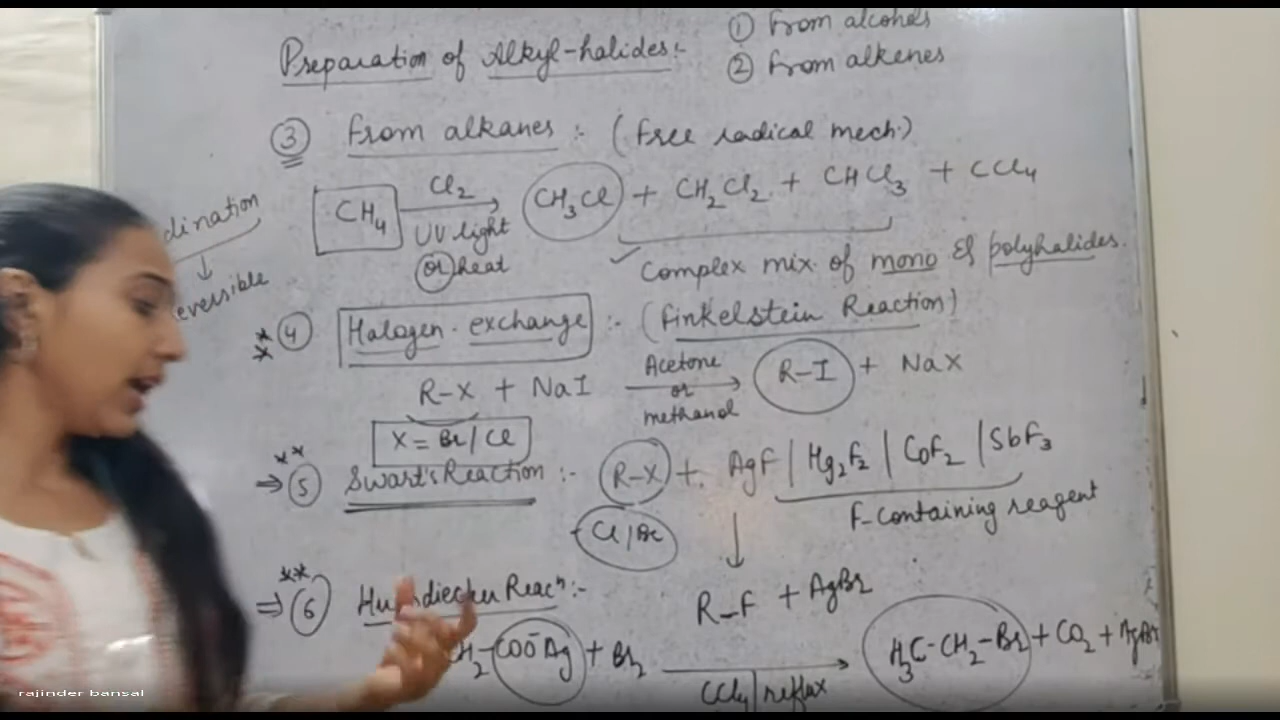 ① From alcohols
Preparation of Alkyl-halides:-
② From alkenes
③ From alkanes :- (Free radical mech.)
CH₄ Cl₂ UV light (or) heat → CH₃Cl + CH₂Cl₂ + CHCl₃ + CCl₄
Complex mix of mono & polyhalides.
④ Halogen-exchange :- (Finkelstein Reaction)
R-X + NaI Acetone or methanol → R-I + NaX
X = Br/Cl
⑤ Swart's Reaction :- R-X + AgF | Hg₂F₂ | CoF₂ | SbF₃
Cl/Br
F-containing reagent
↓
R-F + AgBr
⑥ Reacⁿ :-
COO⁻Ag + Br₂ CCl₄ | reflux → H₃C-CH₂-Br + CO₂ + AgBr
rajinder bansal